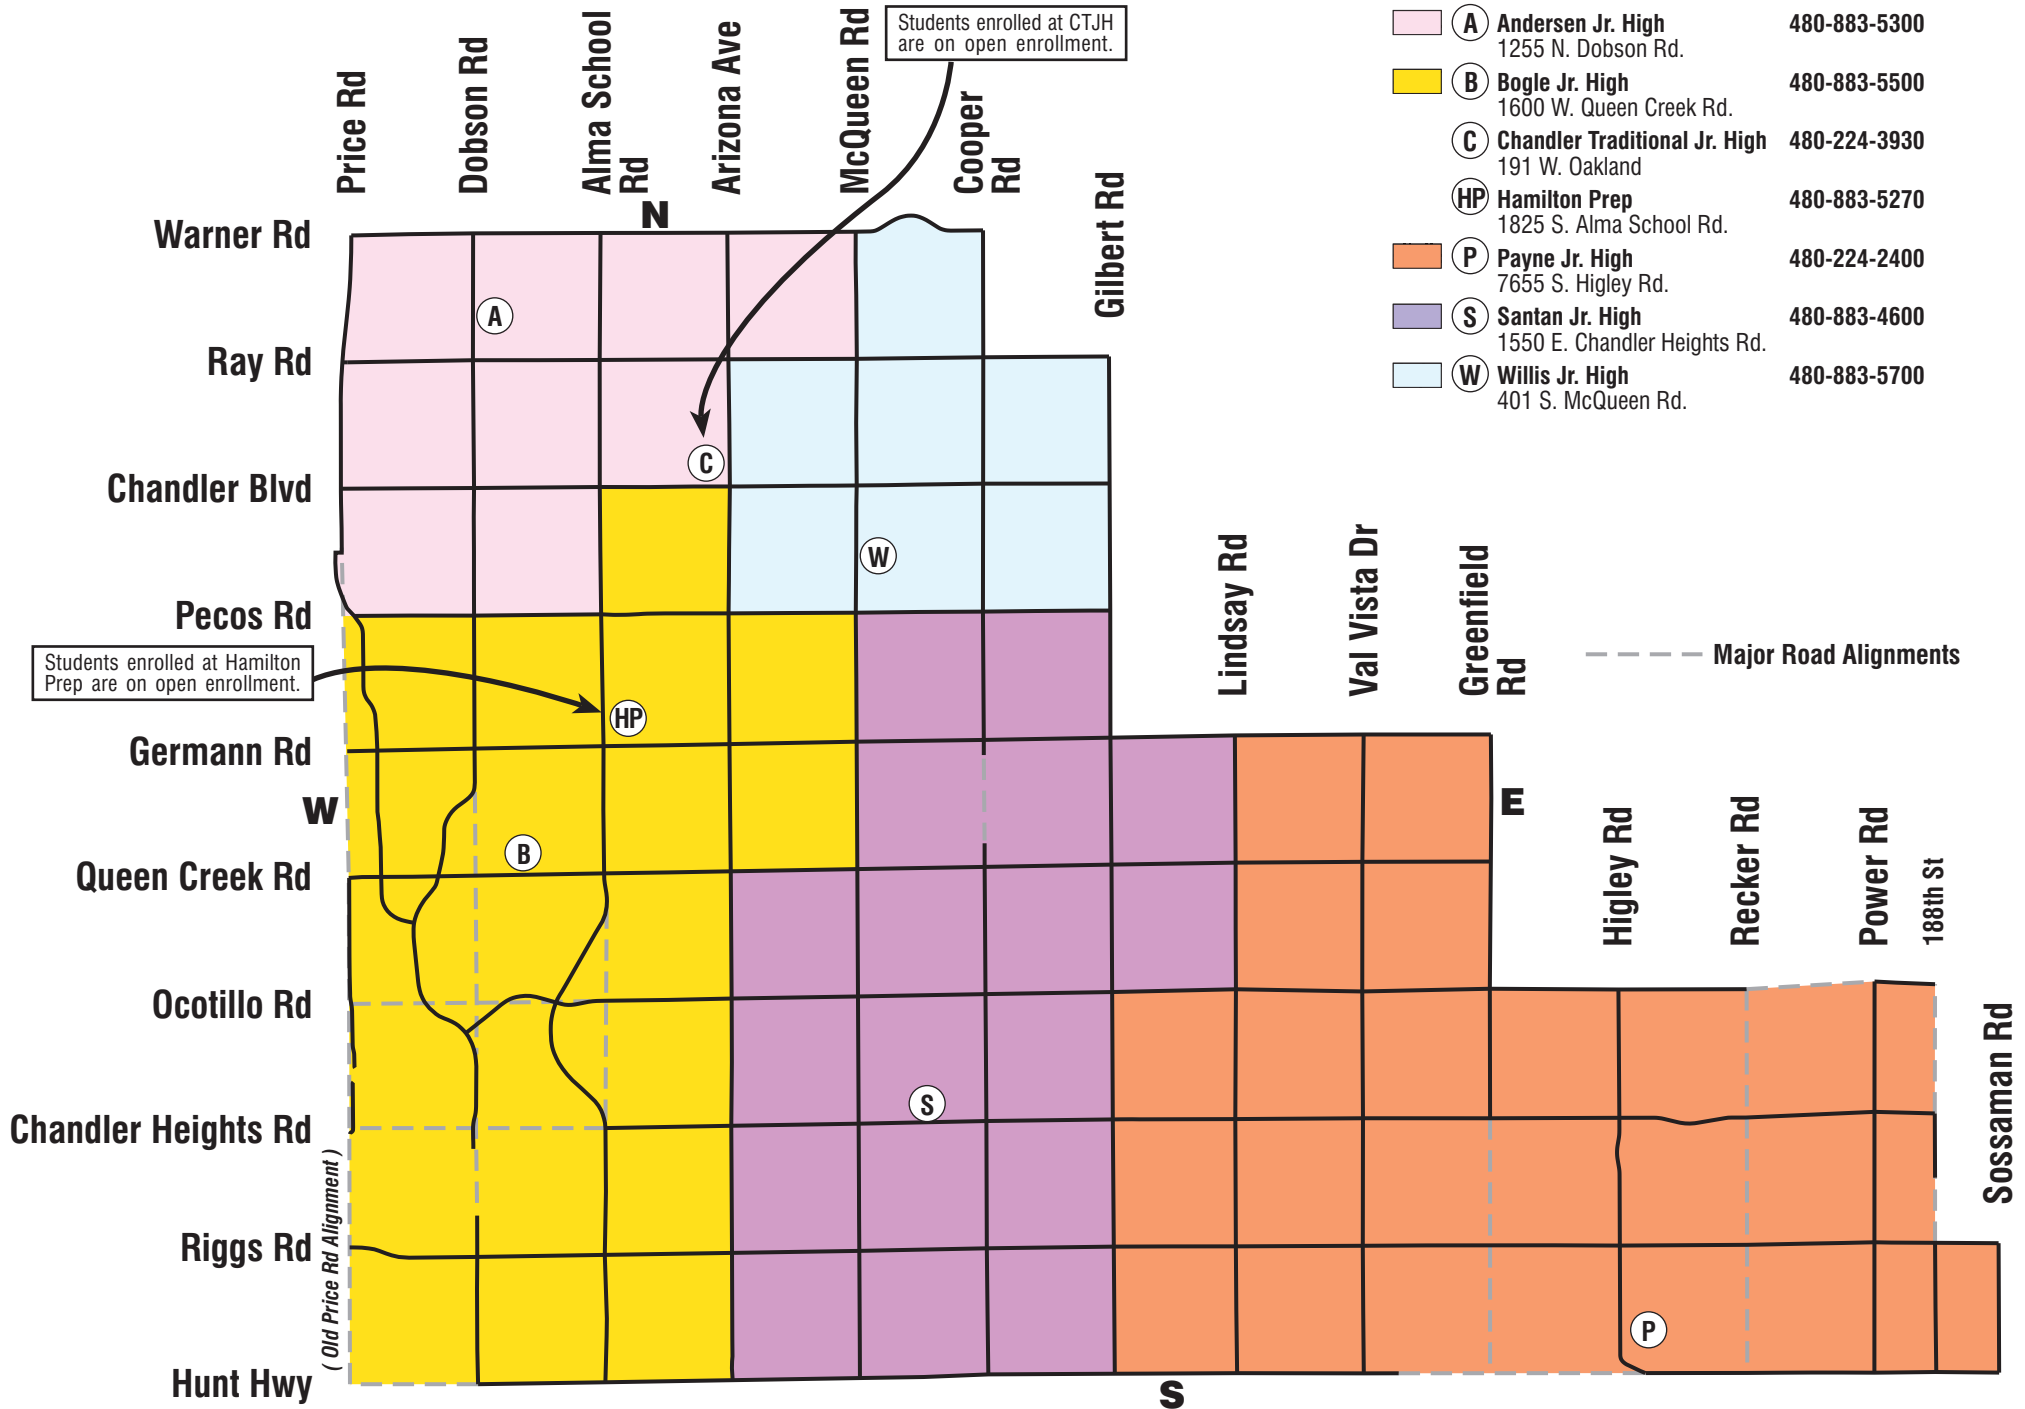 Students enrolled at CTJH
are on open enrollment.
Price Rd
Dobson Rd
Alma School
Rd
Arizona Ave
McQueen Rd
Cooper
Rd
Gilbert Rd
A Andersen Jr. High 480-883-5300
1255 N. Dobson Rd.
B Bogle Jr. High 480-883-5500
1600 W. Queen Creek Rd.
C Chandler Traditional Jr. High 480-224-3930
191 W. Oakland
HP Hamilton Prep 480-883-5270
1825 S. Alma School Rd.
P Payne Jr. High 480-224-2400
7655 S. Higley Rd.
S Santan Jr. High 480-883-4600
1550 E. Chandler Heights Rd.
W Willis Jr. High 480-883-5700
401 S. McQueen Rd.
N
Warner Rd
A
Ray Rd
C
Chandler Blvd
W
Pecos Rd
Lindsay Rd
Val Vista Dr
Greenfield
Rd
Major Road Alignments
Students enrolled at Hamilton
Prep are on open enrollment.
HP
Germann Rd
W
E
B
Queen Creek Rd
Higley Rd
Recker Rd
Power Rd
188th St
Sossaman Rd
Ocotillo Rd
S
Chandler Heights Rd
( Old Price Rd Alignment )
Riggs Rd
P
Hunt Hwy
S